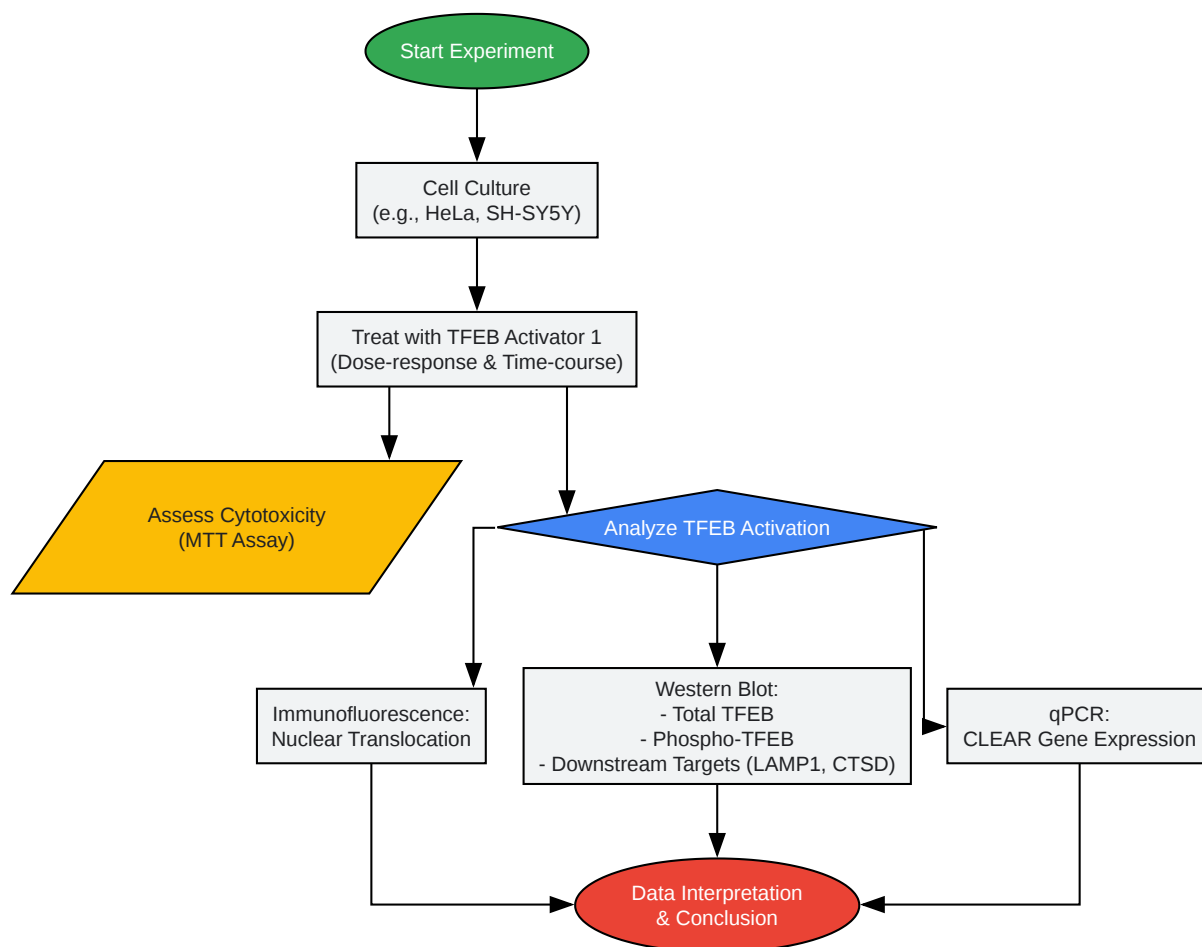 Start Experiment
Cell Culture
(e.g., HeLa, SH-SY5Y)
Treat with TFEB Activator 1
(Dose-response & Time-course)
Assess Cytotoxicity
(MTT Assay)
Analyze TFEB Activation
Immunofluorescence:
Nuclear Translocation
Western Blot:
- Total TFEB
- Phospho-TFEB
- Downstream Targets (LAMP1, CTSD)
qPCR:
CLEAR Gene Expression
Data Interpretation
& Conclusion